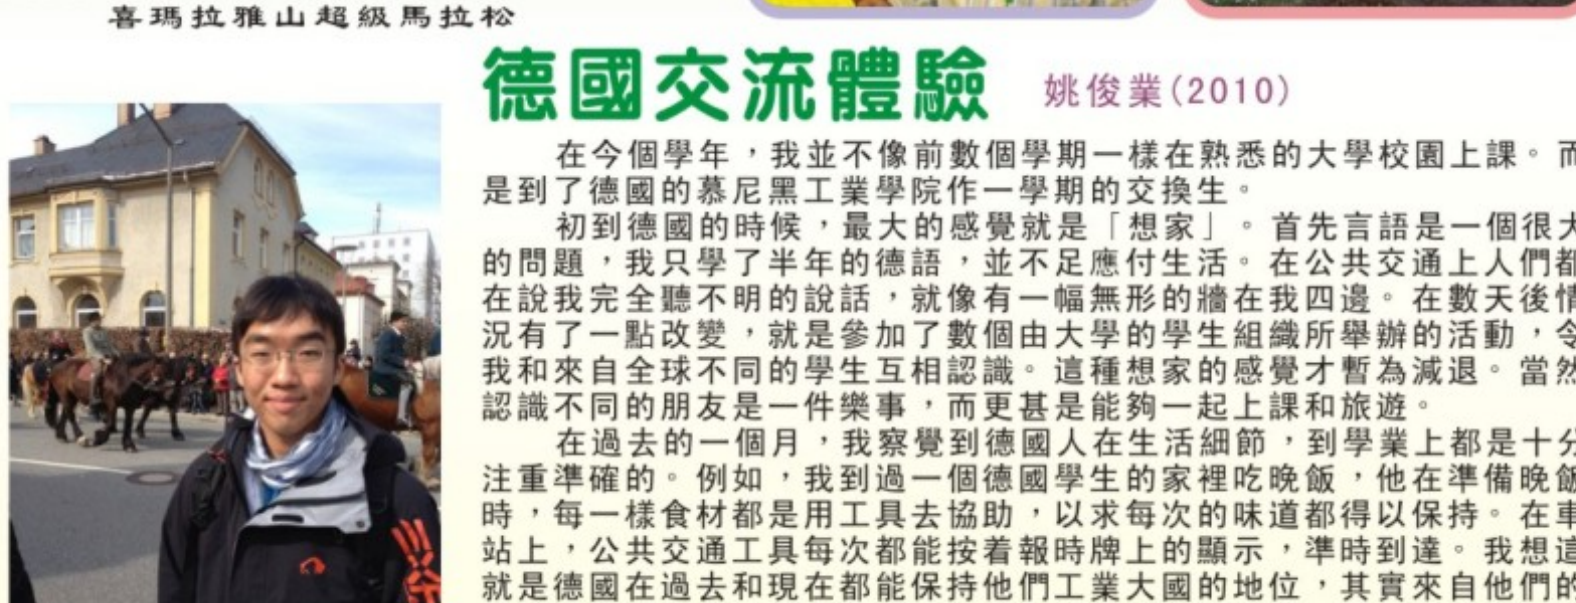 喜瑪拉雅山超級馬拉松
德國交流體驗 姚俊業(2010)
在今個學年，我並不像前數個學期一樣在熟悉的大學校園上課。而
是到了德國的慕尼黑工業學院作一學期的交換生。
初到德國的時候，最大的感覺就是「想家」。首先言語是一個很大
的問題，我只學了半年的德語，並不足應付生活。在公共交通上人們都
在說我完全聽不明的說話，就像有一幅無形的牆在我四邊。在數天後情
況有了一點改變，就是參加了數個由大學的學生組織所舉辦的活動，令
我和來自全球不同的學生互相認識。這種想家的感覺才暫為減退。當然
認識不同的朋友是一件樂事，而更甚是能夠一起上課和旅遊。
在過去的一個月，我察覺到德國人在生活細節，到學業上都是十分
注重準確的。例如，我到過一個德國學生的家裡吃晚飯，他在準備晚飯
時，每一樣食材都是用工具去協助，以求每次的味道都得以保持。在車
站上，公共交通工具每次都能按着報時牌上的顯示，準時到達。我想這
就是德國在過去和現在都能保持他們工業大國的地位，其實來自他們的